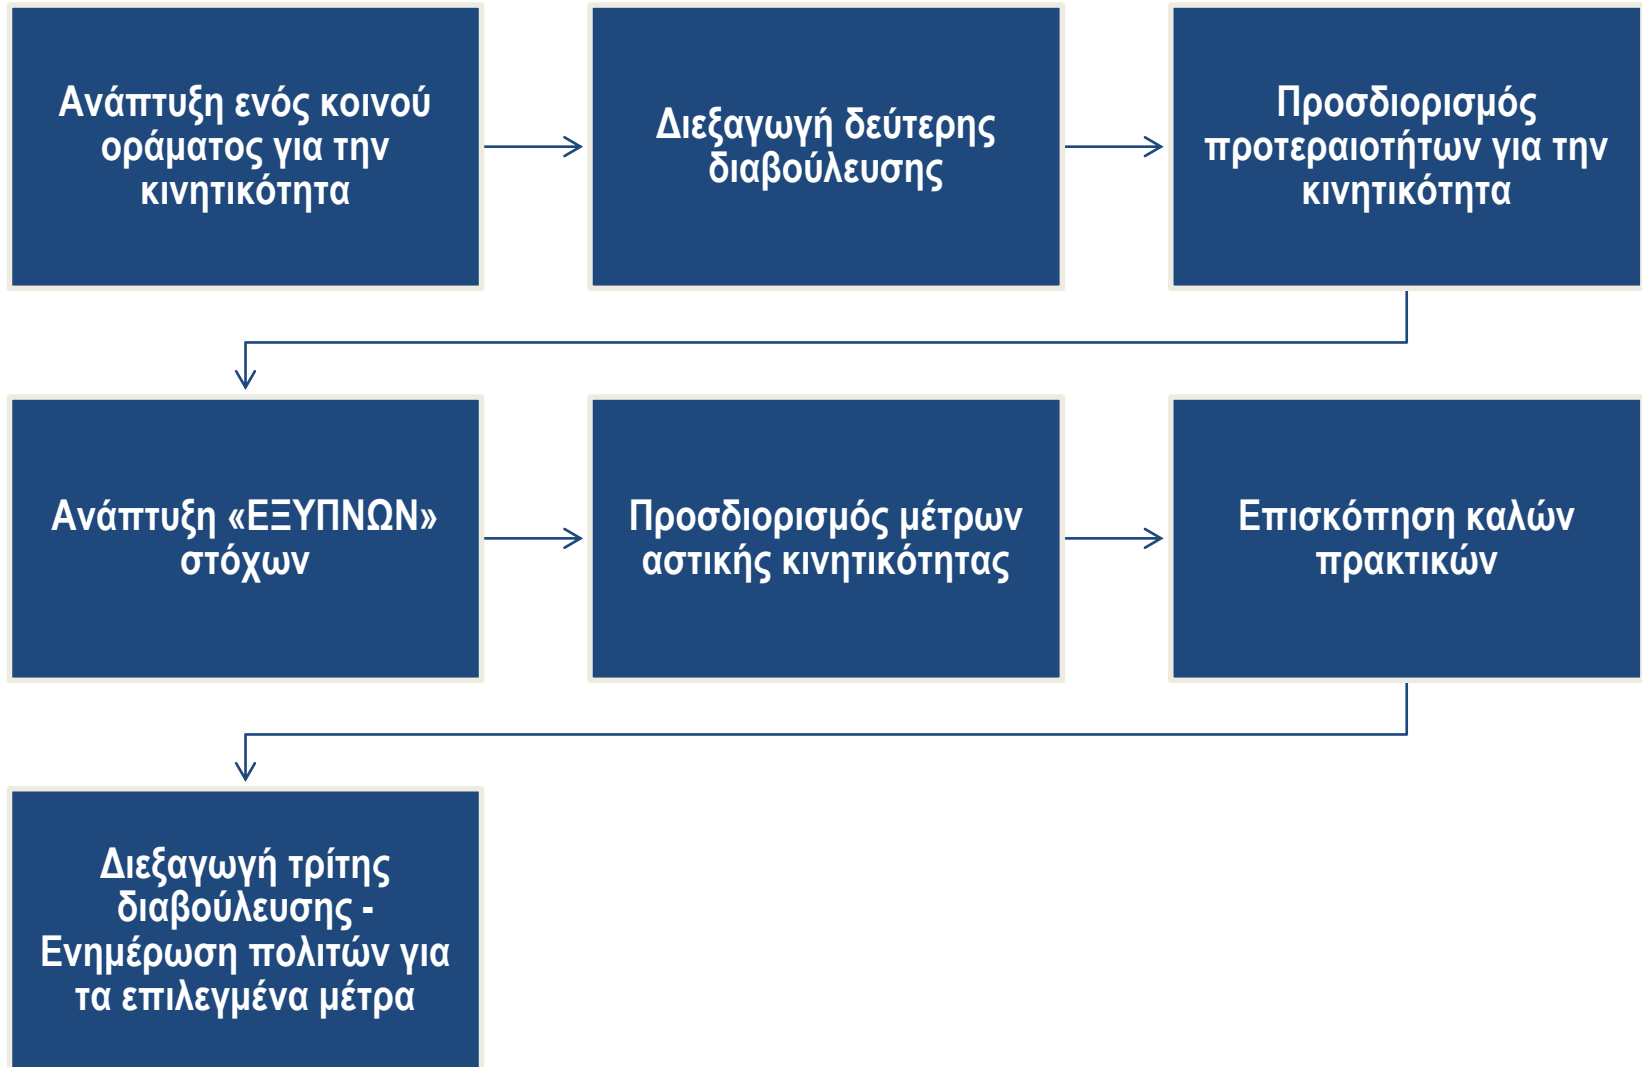 Ανάπτυξη ενός κοινού
οράματος για την
κινητικότητα
Διεξαγωγή δεύτερης
διαβούλευσης
Προσδιορισμός
προτεραιοτήτων για την
κινητικότητα
Ανάπτυξη «ΕΞΥΠΝΩΝ»
στόχων
Προσδιορισμός μέτρων
αστικής κινητικότητας
Επισκόπηση καλών
πρακτικών
Διεξαγωγή τρίτης
διαβούλευσης -
Ενημέρωση πολιτών για
τα επιλεγμένα μέτρα